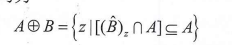 A ⊕ B = {z | [(B̂)_z ∩ A] ⊆ A}